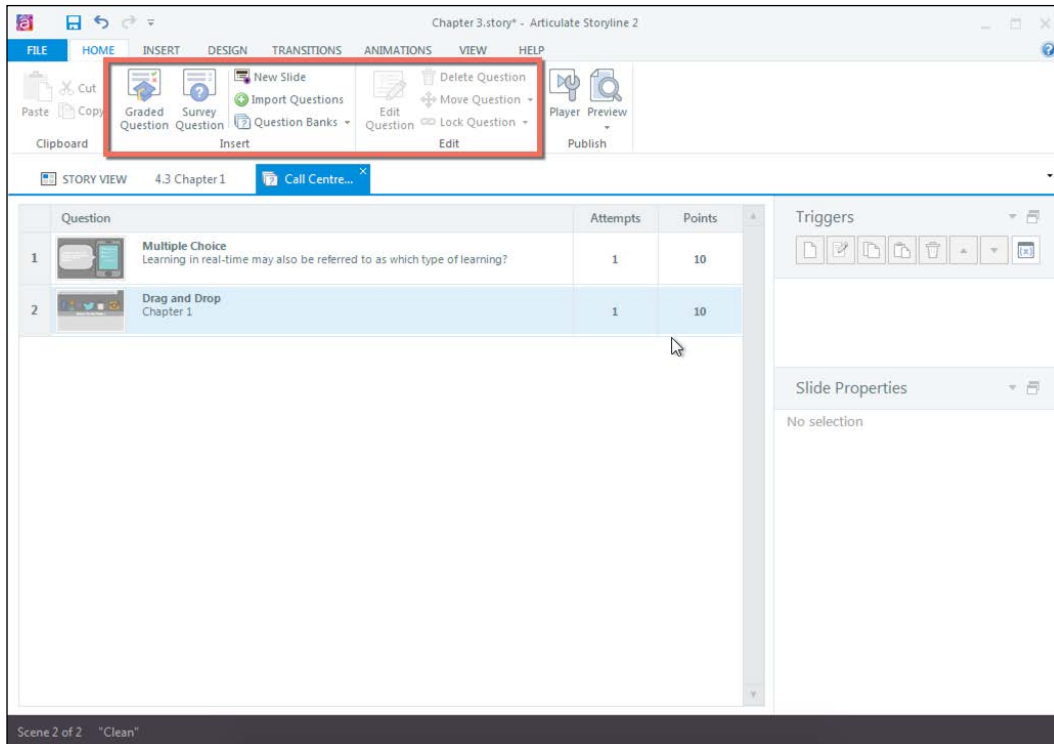 Chapter 3.story* - Articulate Storyline 2
FILE HOME INSERT DESIGN TRANSITIONS ANIMATIONS VIEW HELP
Paste
Cut
Copy
Clipboard
Graded Question
Survey Question
New Slide
Import Questions
Question Banks
Insert
Edit Question
Delete Question
Move Question
Lock Question
Edit
Player
Preview
Publish
STORY VIEW 4.3 Chapter 1 Call Centre...
Question Attempts Points
1 Multiple Choice 1 10
Learning in real-time may also be referred to as which type of learning?
2 Drag and Drop 1 10
Chapter 1
Triggers
Slide Properties
No selection
Scene 2 of 2 "Clean"